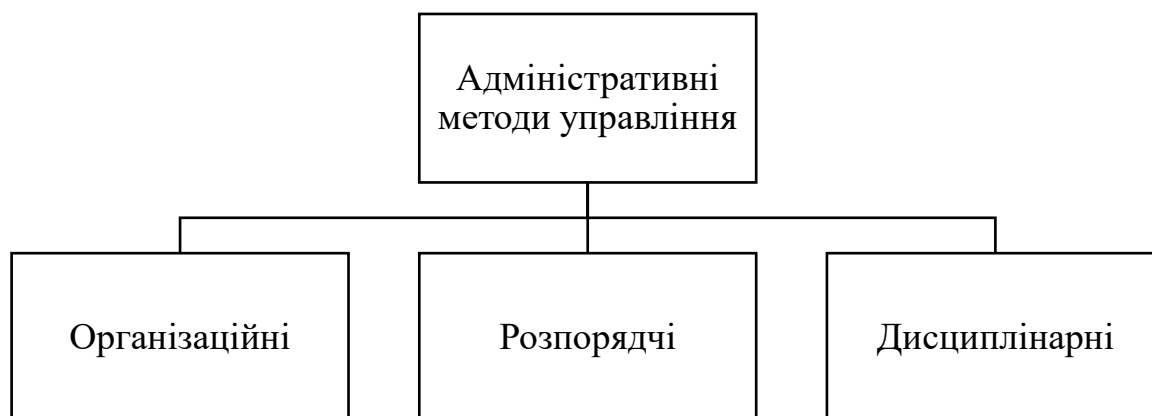 Адміністративні
методи управління
Організаційні
Розпорядчі
Дисциплінарні